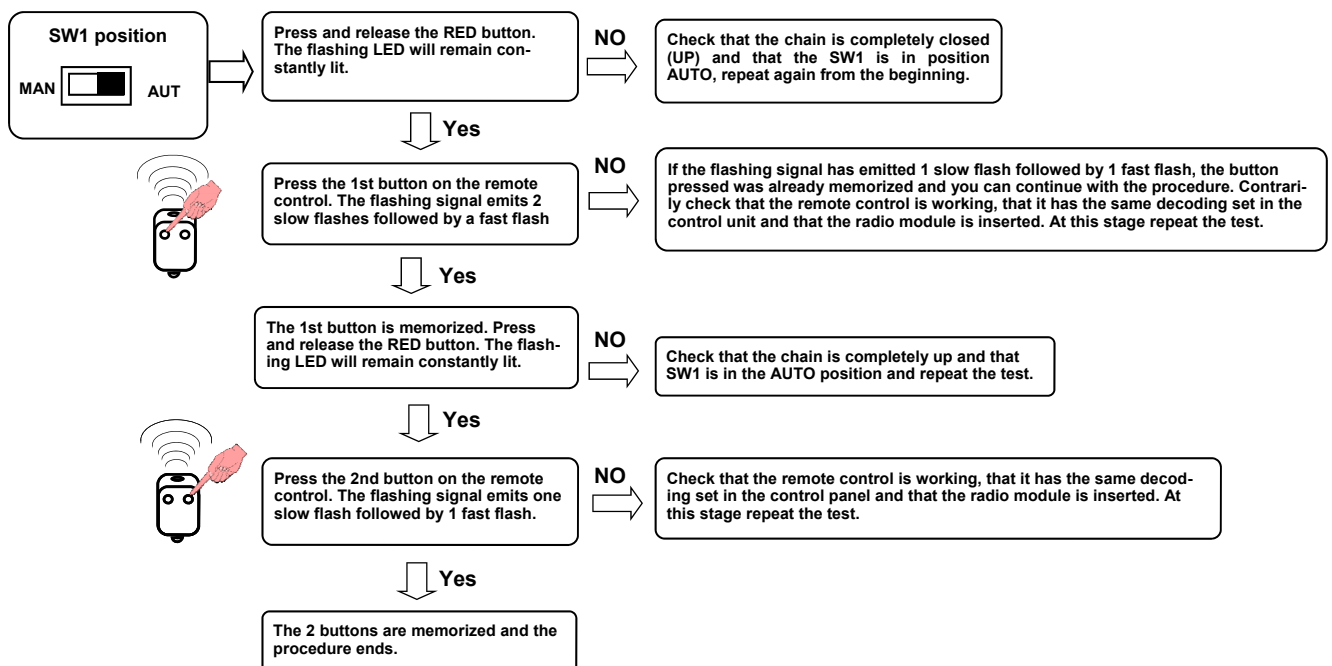 SW1 position
MAN
AUT
Press and release the RED button.
The flashing LED will remain con-
stantly lit.
NO
Check that the chain is completely closed
(UP) and that the SW1 is in position
AUTO, repeat again from the beginning.
Yes
Press the 1st button on the remote
control. The flashing signal emits 2
slow flashes followed by a fast flash
NO
If the flashing signal has emitted 1 slow flash followed by 1 fast flash, the button
pressed was already memorized and you can continue with the procedure. Contrari-
ly check that the remote control is working, that it has the same decoding set in the
control unit and that the radio module is inserted. At this stage repeat the test.
Yes
The 1st button is memorized. Press
and release the RED button. The flash-
ing LED will remain constantly lit.
NO
Check that the chain is completely up and that
SW1 is in the AUTO position and repeat the test.
Yes
Press the 2nd button on the remote
control. The flashing signal emits one
slow flash followed by 1 fast flash.
NO
Check that the remote control is working, that it has the same decod-
ing set in the control panel and that the radio module is inserted. At
this stage repeat the test.
Yes
The 2 buttons are memorized and the
procedure ends.